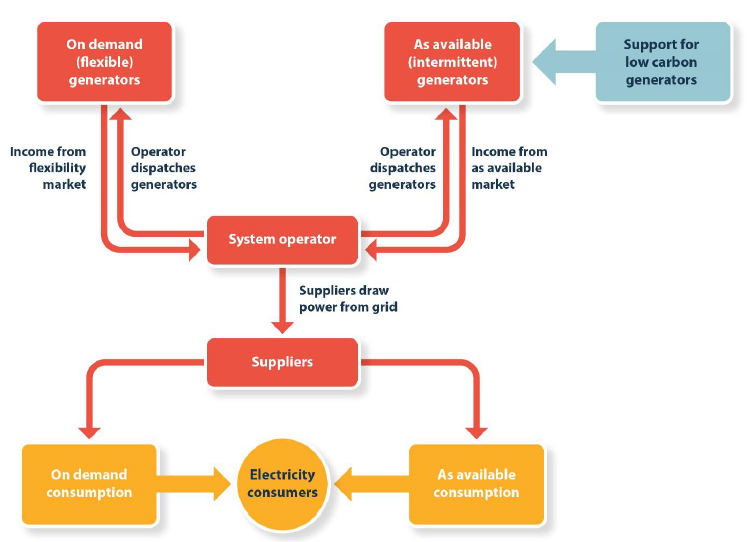 On demand
(flexible)
generators
As available
(intermittent)
generators
Support for
low carbon
generators
Income from
flexibility
market
Operator
dispatches
generators
Operator
dispatches
generators
Income from
as available
market
System operator
Suppliers draw
power from grid
Suppliers
On demand
consumption
Electricity
consumers
As available
consumption